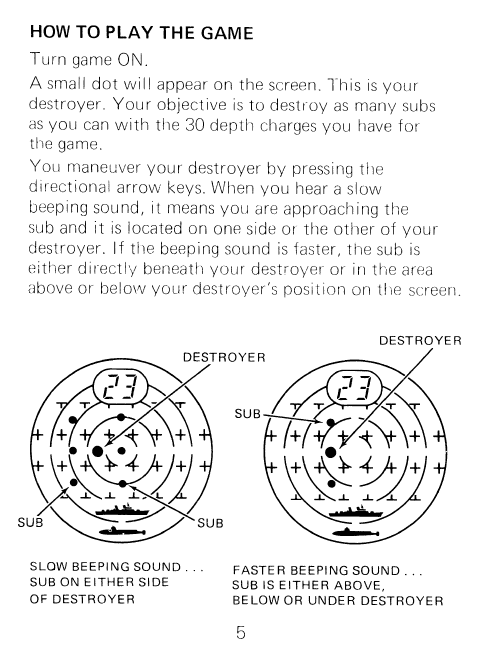 HOW TO PLAY THE GAME
Turn game ON.
A small dot will appear on the screen. This is your
destroyer. Your objective is to destroy as many subs
as you can with the 30 depth charges you have for
the game.
You maneuver your destroyer by pressing the
directional arrow keys. When you hear a slow
beeping sound, it means you are approaching the
sub and it is located on one side or the other of your
destroyer. If the beeping sound is faster, the sub is
either directly beneath your destroyer or in the area
above or below your destroyer's position on the screen.
DESTROYER
23
SUB
SUB
SLOW BEEPING SOUND . . .
SUB ON EITHER SIDE
OF DESTROYER
DESTROYER
23
SUB
FASTER BEEPING SOUND . . .
SUB IS EITHER ABOVE,
BELOW OR UNDER DESTROYER
5